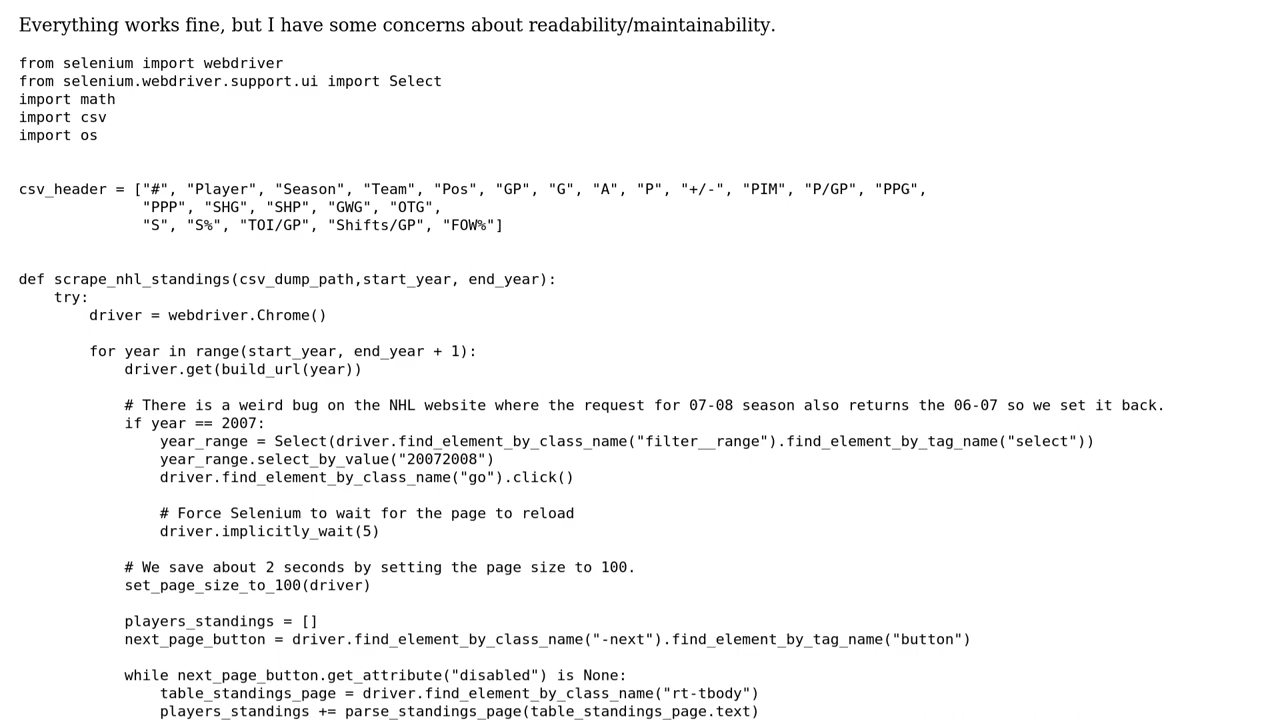 Everything works fine, but I have some concerns about readability/maintainability.
from selenium import webdriver
from selenium.webdriver.support.ui import Select
import math
import csv
import os
csv_header = ["#", "Player", "Season", "Team", "Pos", "GP", "G", "A", "P", "+/-", "PIM", "P/GP", "PPG",
              "PPP", "SHG", "SHP", "GWG", "OTG",
              "S", "S%", "TOI/GP", "Shifts/GP", "FOW%"]
def scrape_nhl_standings(csv_dump_path,start_year, end_year):
    try:
        driver = webdriver.Chrome()
        for year in range(start_year, end_year + 1):
            driver.get(build_url(year))
            # There is a weird bug on the NHL website where the request for 07-08 season also returns the 06-07 so we set it back.
            if year == 2007:
                year_range = Select(driver.find_element_by_class_name("filter__range").find_element_by_tag_name("select"))
                year_range.select_by_value("20072008")
                driver.find_element_by_class_name("go").click()
                # Force Selenium to wait for the page to reload
                driver.implicitly_wait(5)
            # We save about 2 seconds by setting the page size to 100.
            set_page_size_to_100(driver)
            players_standings = []
            next_page_button = driver.find_element_by_class_name("-next").find_element_by_tag_name("button")
            while next_page_button.get_attribute("disabled") is None:
                table_standings_page = driver.find_element_by_class_name("rt-tbody")
                players_standings += parse_standings_page(table_standings_page.text)